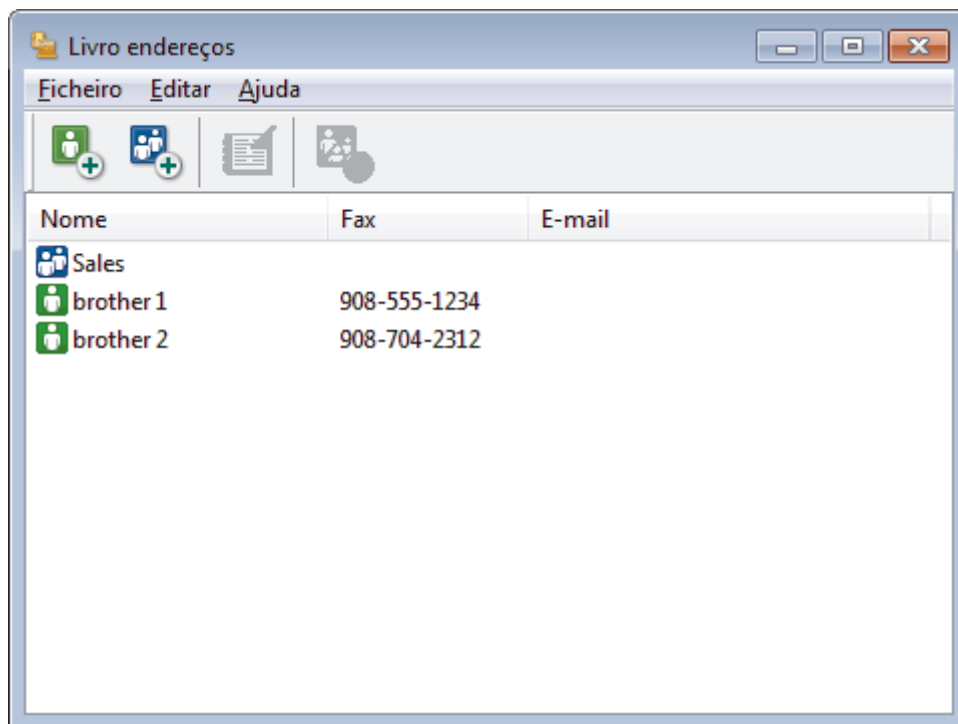 Livro endereços
Ficheiro Editar Ajuda
Nome Fax E-mail
Sales
brother 1 908-555-1234
brother 2 908-704-2312